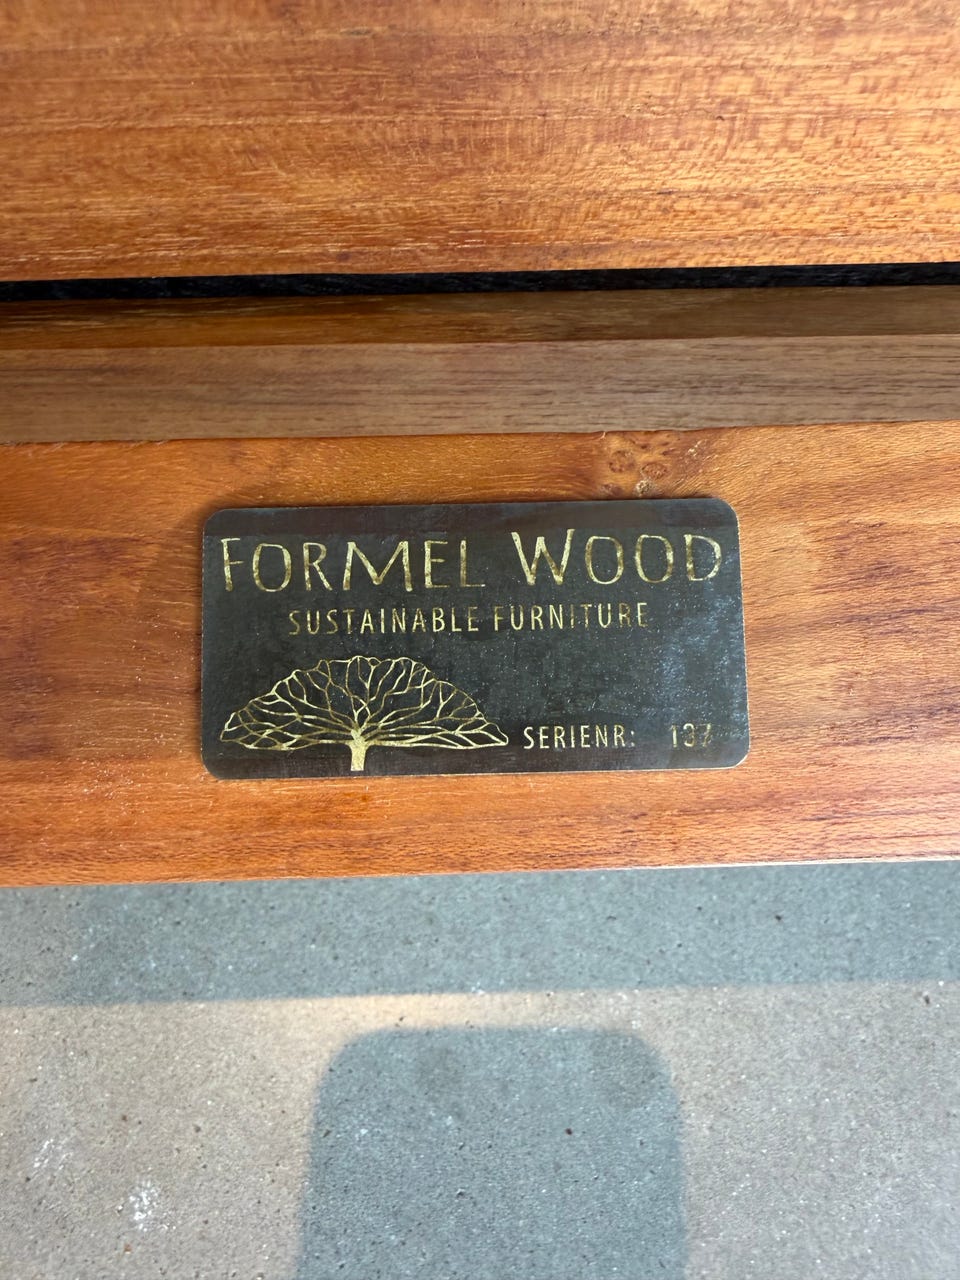 FORMEL WOOD
SUSTAINABLE FURNITURE
SERIENR: 137